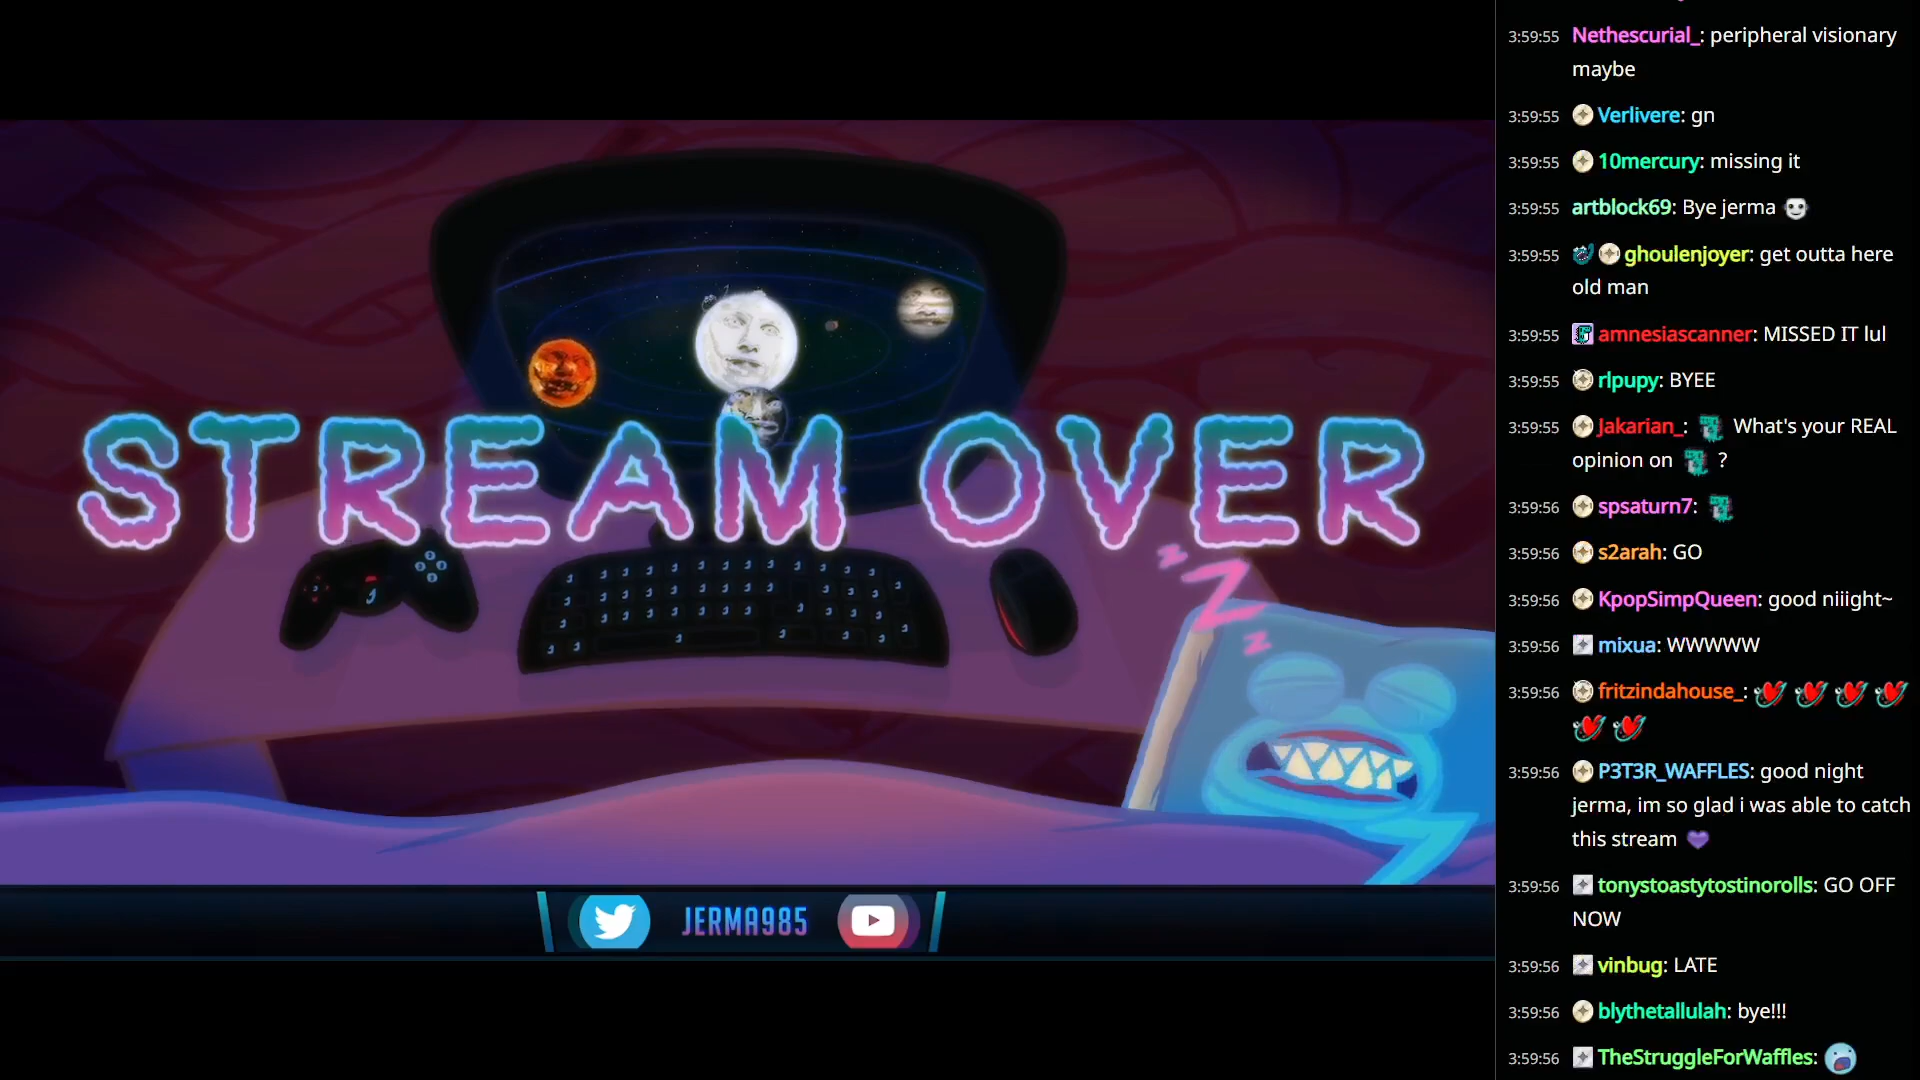 STREAM OVER
z
Z
z
JERMA985
3:59:55 Nethescurial_: peripheral visionary
maybe
3:59:55 Verlivere: gn
3:59:55 10mercury: missing it
3:59:55 artblock69: Bye jerma
3:59:55 ghoulenjoyer: get outta here
old man
3:59:55 amnesiascanner: MISSED IT lul
3:59:55 rlpupy: BYEE
3:59:55 Jakarian_: What's your REAL
opinion on ?
3:59:56 spsaturn7:
3:59:56 s2arah: GO
3:59:56 KpopSimpQueen: good niiight~
3:59:56 mixua: WWWWW
3:59:56 fritzindahouse_:
3:59:56 P3T3R_WAFFLES: good night
jerma, im so glad i was able to catch
this stream
3:59:56 tonystoastytostinorolls: GO OFF
NOW
3:59:56 vinbug: LATE
3:59:56 blythetallulah: bye!!!
3:59:56 TheStruggleForWaffles: